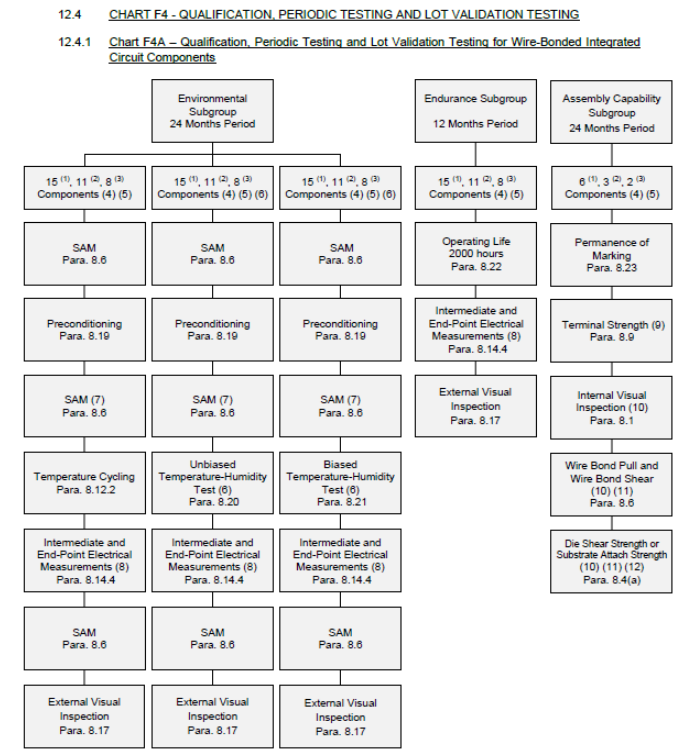 12.4 CHART F4 - QUALIFICATION, PERIODIC TESTING AND LOT VALIDATION TESTING
12.4.1 Chart F4A – Qualification, Periodic Testing and Lot Validation Testing for Wire-Bonded Integrated
Circuit Components
Environmental
Subgroup
24 Months Period
15 (1), 11 (2), 8 (3)
Components (4) (5)
SAM
Para. 8.6
Preconditioning
Para. 8.19
SAM (7)
Para. 8.6
Temperature Cycling
Para. 8.12.2
Intermediate and
End-Point Electrical
Measurements (8)
Para. 8.14.4
SAM
Para. 8.6
External Visual
Inspection
Para. 8.17
15 (1), 11 (2), 8 (3)
Components (4) (5) (6)
SAM
Para. 8.6
Preconditioning
Para. 8.19
SAM (7)
Para. 8.6
Unbiased
Temperature-Humidity
Test (6)
Para. 8.20
Intermediate and
End-Point Electrical
Measurements (8)
Para. 8.14.4
SAM
Para. 8.6
External Visual
Inspection
Para. 8.17
15 (1), 11 (2), 8 (3)
Components (4) (5) (6)
SAM
Para. 8.6
Preconditioning
Para. 8.19
SAM (7)
Para. 8.6
Biased
Temperature-Humidity
Test (6)
Para. 8.21
Intermediate and
End-Point Electrical
Measurements (8)
Para. 8.14.4
SAM
Para. 8.6
External Visual
Inspection
Para. 8.17
Endurance Subgroup
12 Months Period
15 (1), 11 (2), 8 (3)
Components (4) (5)
Operating Life
2000 hours
Para. 8.22
Intermediate and
End-Point Electrical
Measurements (8)
Para. 8.14.4
External Visual
Inspection
Para. 8.17
Assembly Capability
Subgroup
24 Months Period
6 (1), 3 (2), 2 (3)
Components (4) (5)
Permanence of
Marking
Para. 8.23
Terminal Strength (9)
Para. 8.9
Internal Visual
Inspection (10)
Para. 8.1
Wire Bond Pull and
Wire Bond Shear
(10) (11)
Para. 8.6
Die Shear Strength or
Substrate Attach Strength
(10) (11) (12)
Para. 8.4(a)